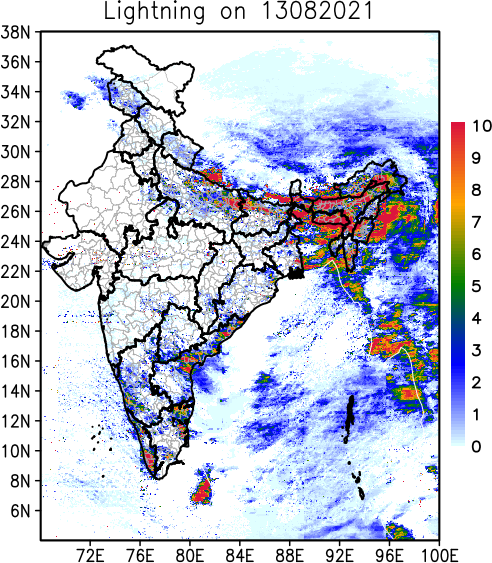 Lightning on 13082021
38N
36N
34N
32N
30N
28N
26N
24N
22N
20N
18N
16N
14N
12N
10N
8N
6N
10
9
8
7
6
5
4
3
2
1
0
72E 76E 80E 84E 88E 92E 96E 100E